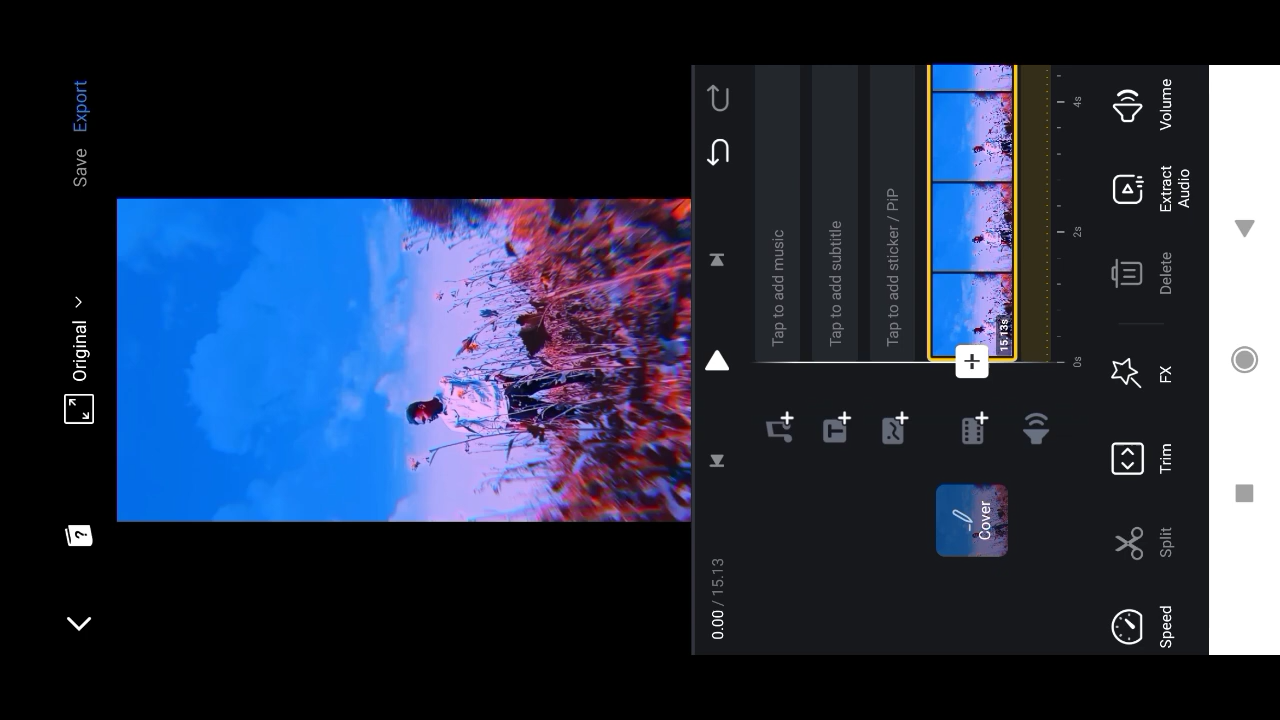 Original
Save
Export
0.00 / 15.13
Tap to add music
Tap to add subtitle
Tap to add sticker / PiP
Cover
15.13s
0s
2s
4s
Speed
Split
Trim
FX
Delete
Extract
Audio
Volume